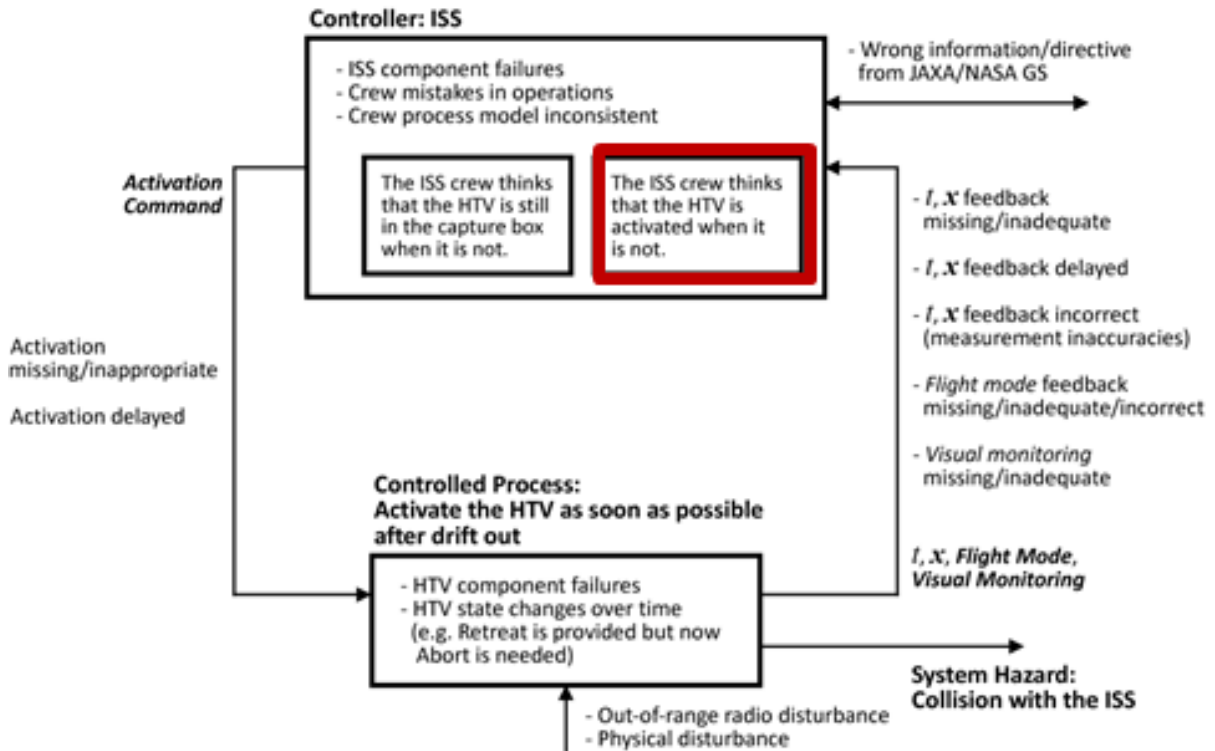 Controller: ISS
- ISS component failures
- Crew mistakes in operations
- Crew process model inconsistent
The ISS crew thinks
that the HTV is still
in the capture box
when it is not.
The ISS crew thinks
that the HTV is
activated when it
is not.
- Wrong information/directive
from JAXA/NASA GS
Activation
Command
- t, x feedback
missing/inadequate
- t, x feedback delayed
- t, x feedback incorrect
(measurement inaccuracies)
- Flight mode feedback
missing/inadequate/incorrect
- Visual monitoring
missing/inadequate
Activation
missing/inappropriate
Activation delayed
Controlled Process:
Activate the HTV as soon as possible
after drift out
- HTV component failures
- HTV state changes over time
(e.g. Retreat is provided but now
Abort is needed)
t, x, Flight Mode,
Visual Monitoring
System Hazard:
Collision with the ISS
- Out-of-range radio disturbance
- Physical disturbance